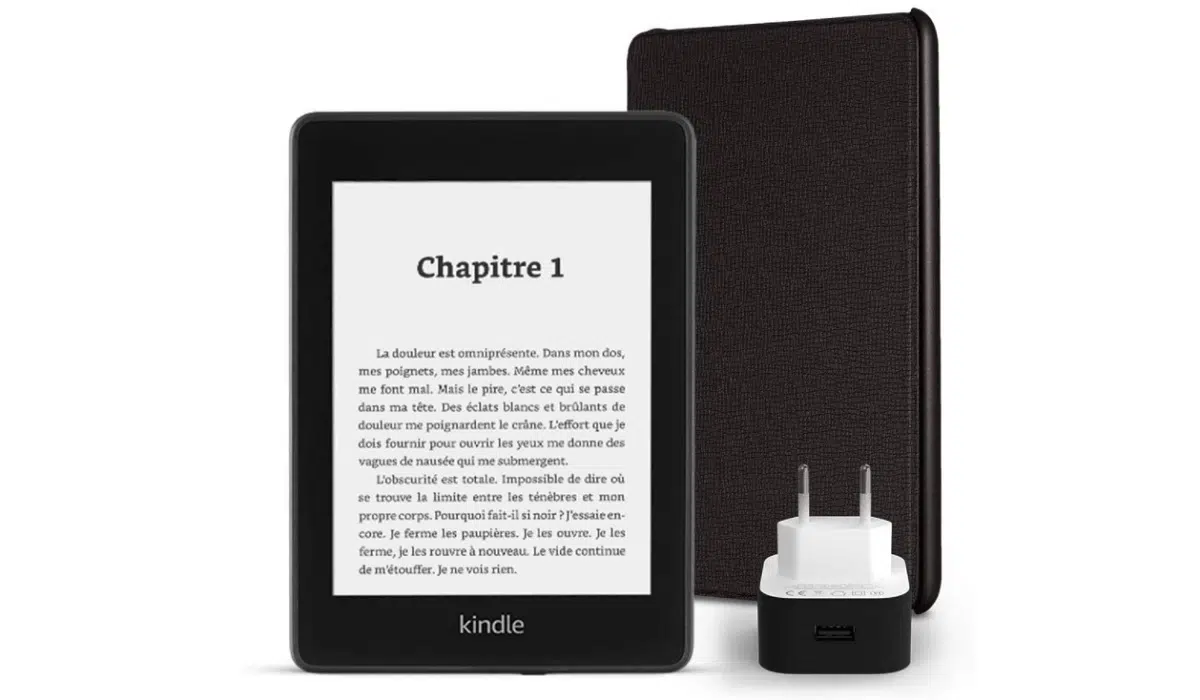 Chapitre 1
La douleur est omniprésente. Dans mon dos,
mes poignets, mes jambes. Même mes cheveux
me font mal. Mais le pire, c'est ce qui se passe
dans ma tête. Des éclats blancs et brûlants de
douleur me poignardent le crâne. L'effort que je
dois fournir pour ouvrir les yeux me donne des
vagues de nausée qui me submergent.
L'obscurité est totale. Impossible de dire où
se trouve la limite entre les ténèbres et mon
propre corps. Pourquoi fait-il si noir ? J'essaie en-
core. Je ferme les paupières. Je les ouvre. Je les
ferme, je les rouvre à nouveau. Le vide continue
de m'étouffer. Je ne vois rien.
kindle
CE